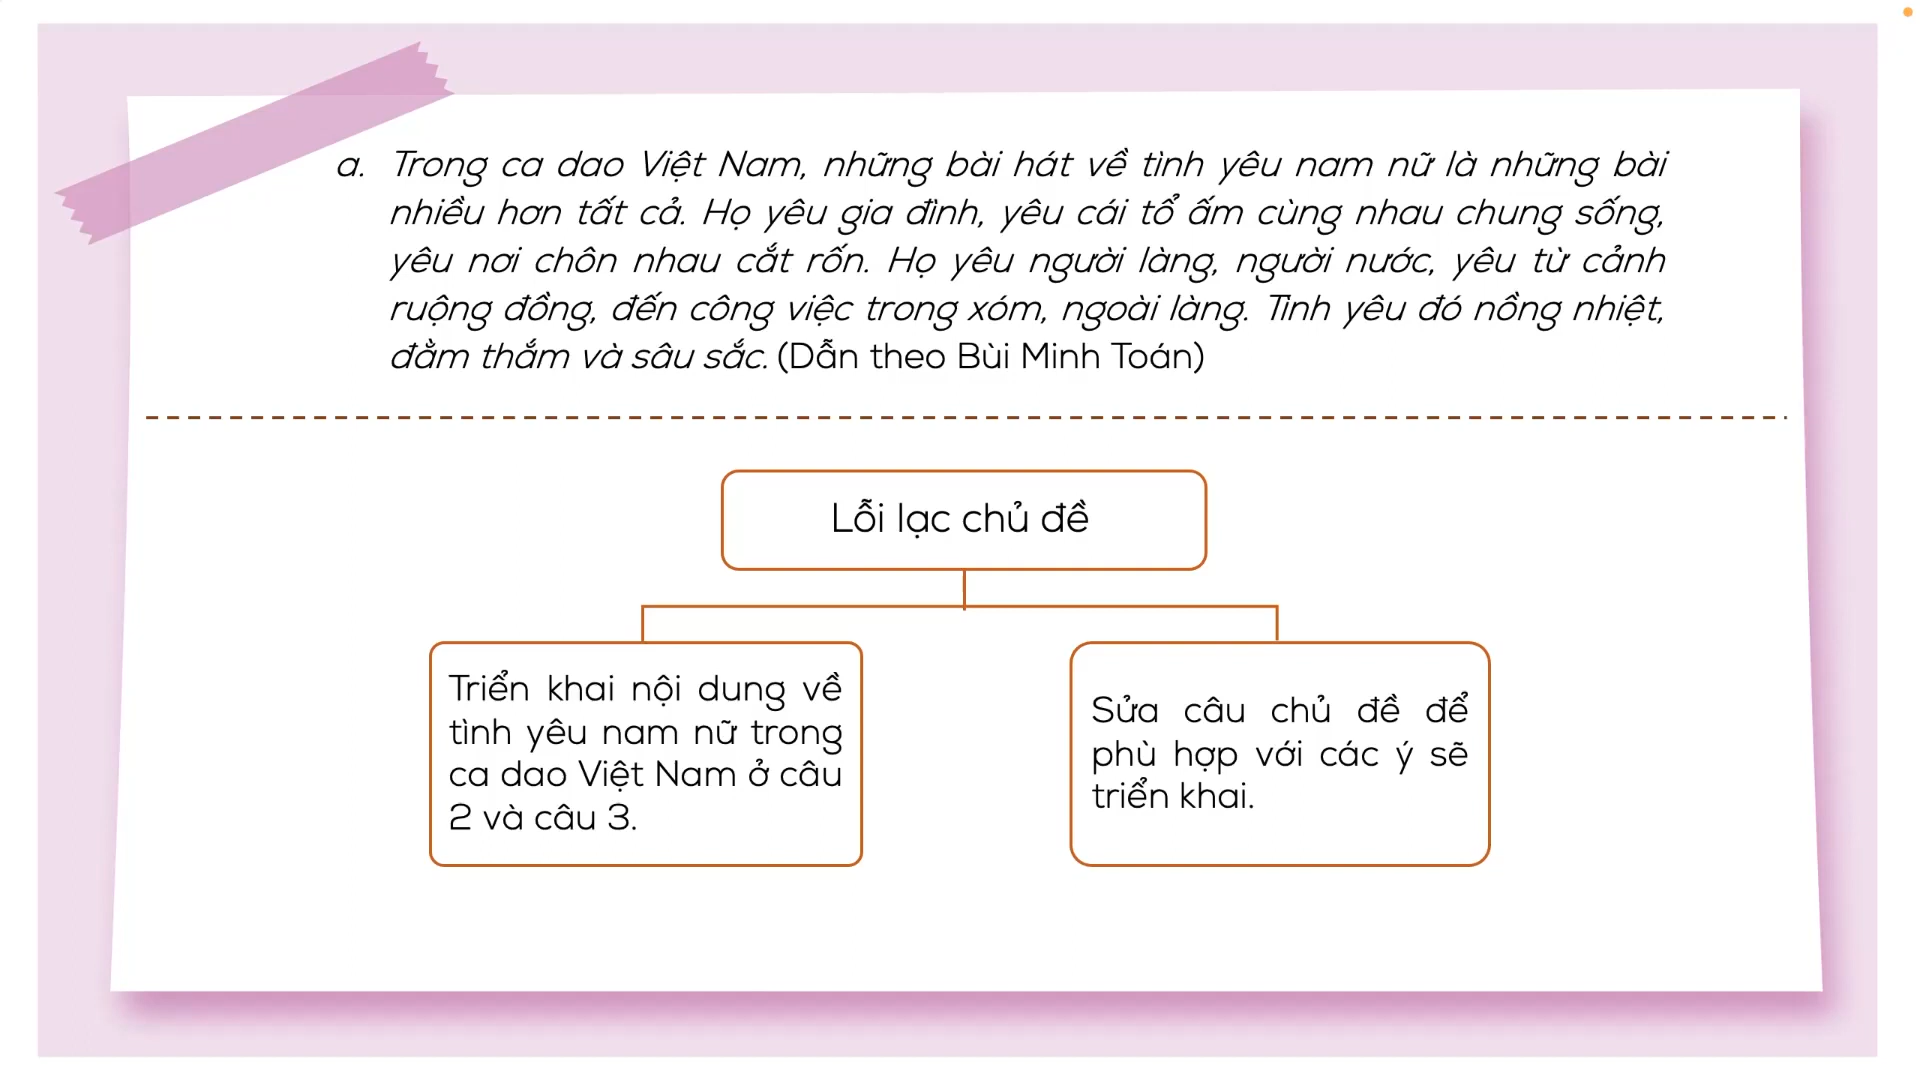 a. Trong ca dao Việt Nam, những bài hát về tình yêu nam nữ là những bài
nhiều hơn tất cả. Họ yêu gia đình, yêu cái tổ ấm cùng nhau chung sống,
yêu nơi chôn nhau cắt rốn. Họ yêu người làng, người nước, yêu từ cảnh
ruộng đồng, đến công việc trong xóm, ngoài làng. Tình yêu đó nồng nhiệt,
đằm thắm và sâu sắc. (Dẫn theo Bùi Minh Toán)
Lỗi lạc chủ đề
Triển khai nội dung về
tình yêu nam nữ trong
ca dao Việt Nam ở câu
2 và câu 3.
Sửa câu chủ đề để
phù hợp với các ý sẽ
triển khai.